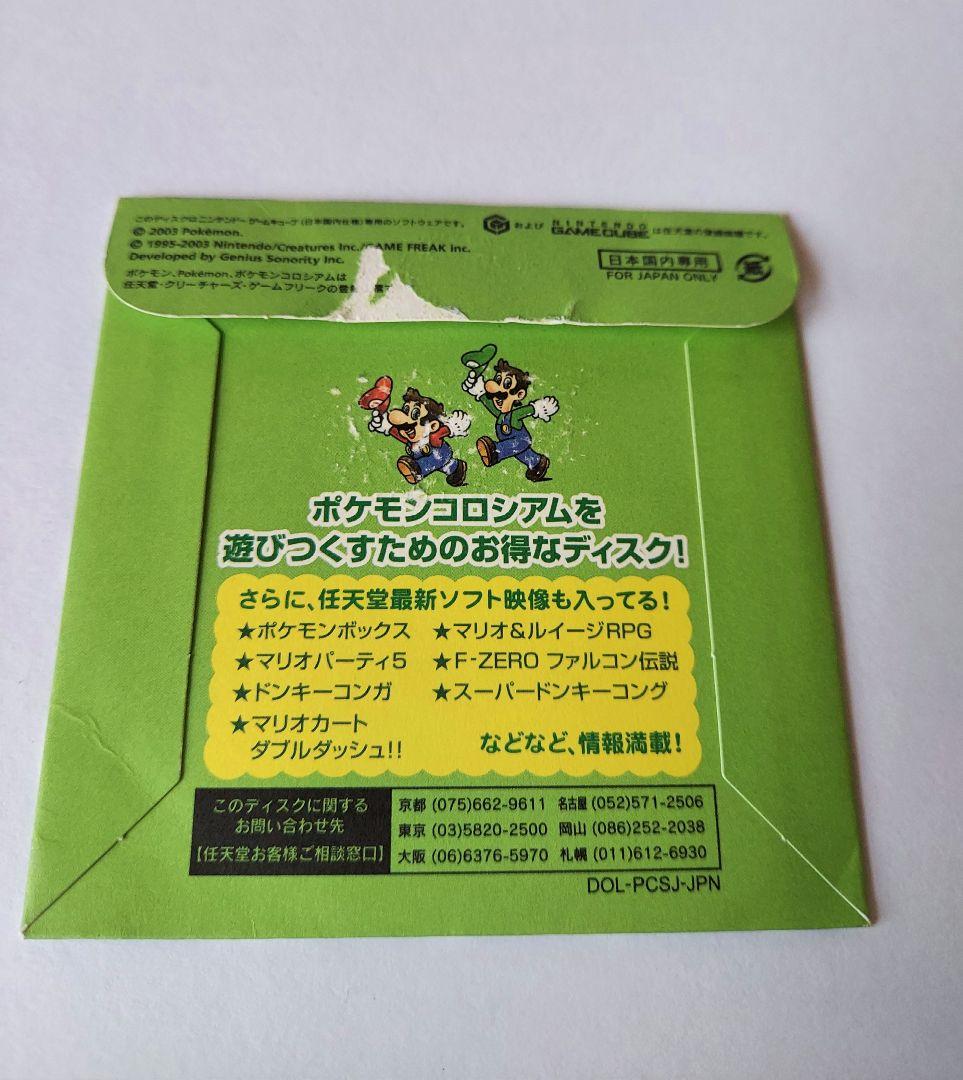 このディスクはニンテンドーゲームキューブ(日本国内仕様)専用のソフトウェアです。
および NINTENDO GAMECUBE は任天堂の登録商標です。
© 2003 Pokémon.
© 1995-2003 Nintendo/Creatures Inc./GAME FREAK inc.
Developed by Genius Sonority Inc.
ポケモン、Pokémon、ポケモンコロシアムは
任天堂・クリーチャーズ・ゲームフリークの登録
日本国内専用
FOR JAPAN ONLY
ポケモンコロシアムを
遊びつくすためのお得なディスク!
さらに、任天堂最新ソフト映像も入ってる!
★ポケモンボックス ★マリオ&ルイージRPG
★マリオパーティ5 ★F-ZERO ファルコン伝説
★ドンキーコンガ ★スーパードンキーコング
★マリオカート
ダブルダッシュ!!
などなど、情報満載!
このディスクに関する
お問い合わせ先
【任天堂お客様ご相談窓口】
京都 (075)662-9611 名古屋 (052)571-2506
東京 (03)5820-2500 岡山 (086)252-2038
大阪 (06)6376-5970 札幌 (011)612-6930
DOL-PCSJ-JPN